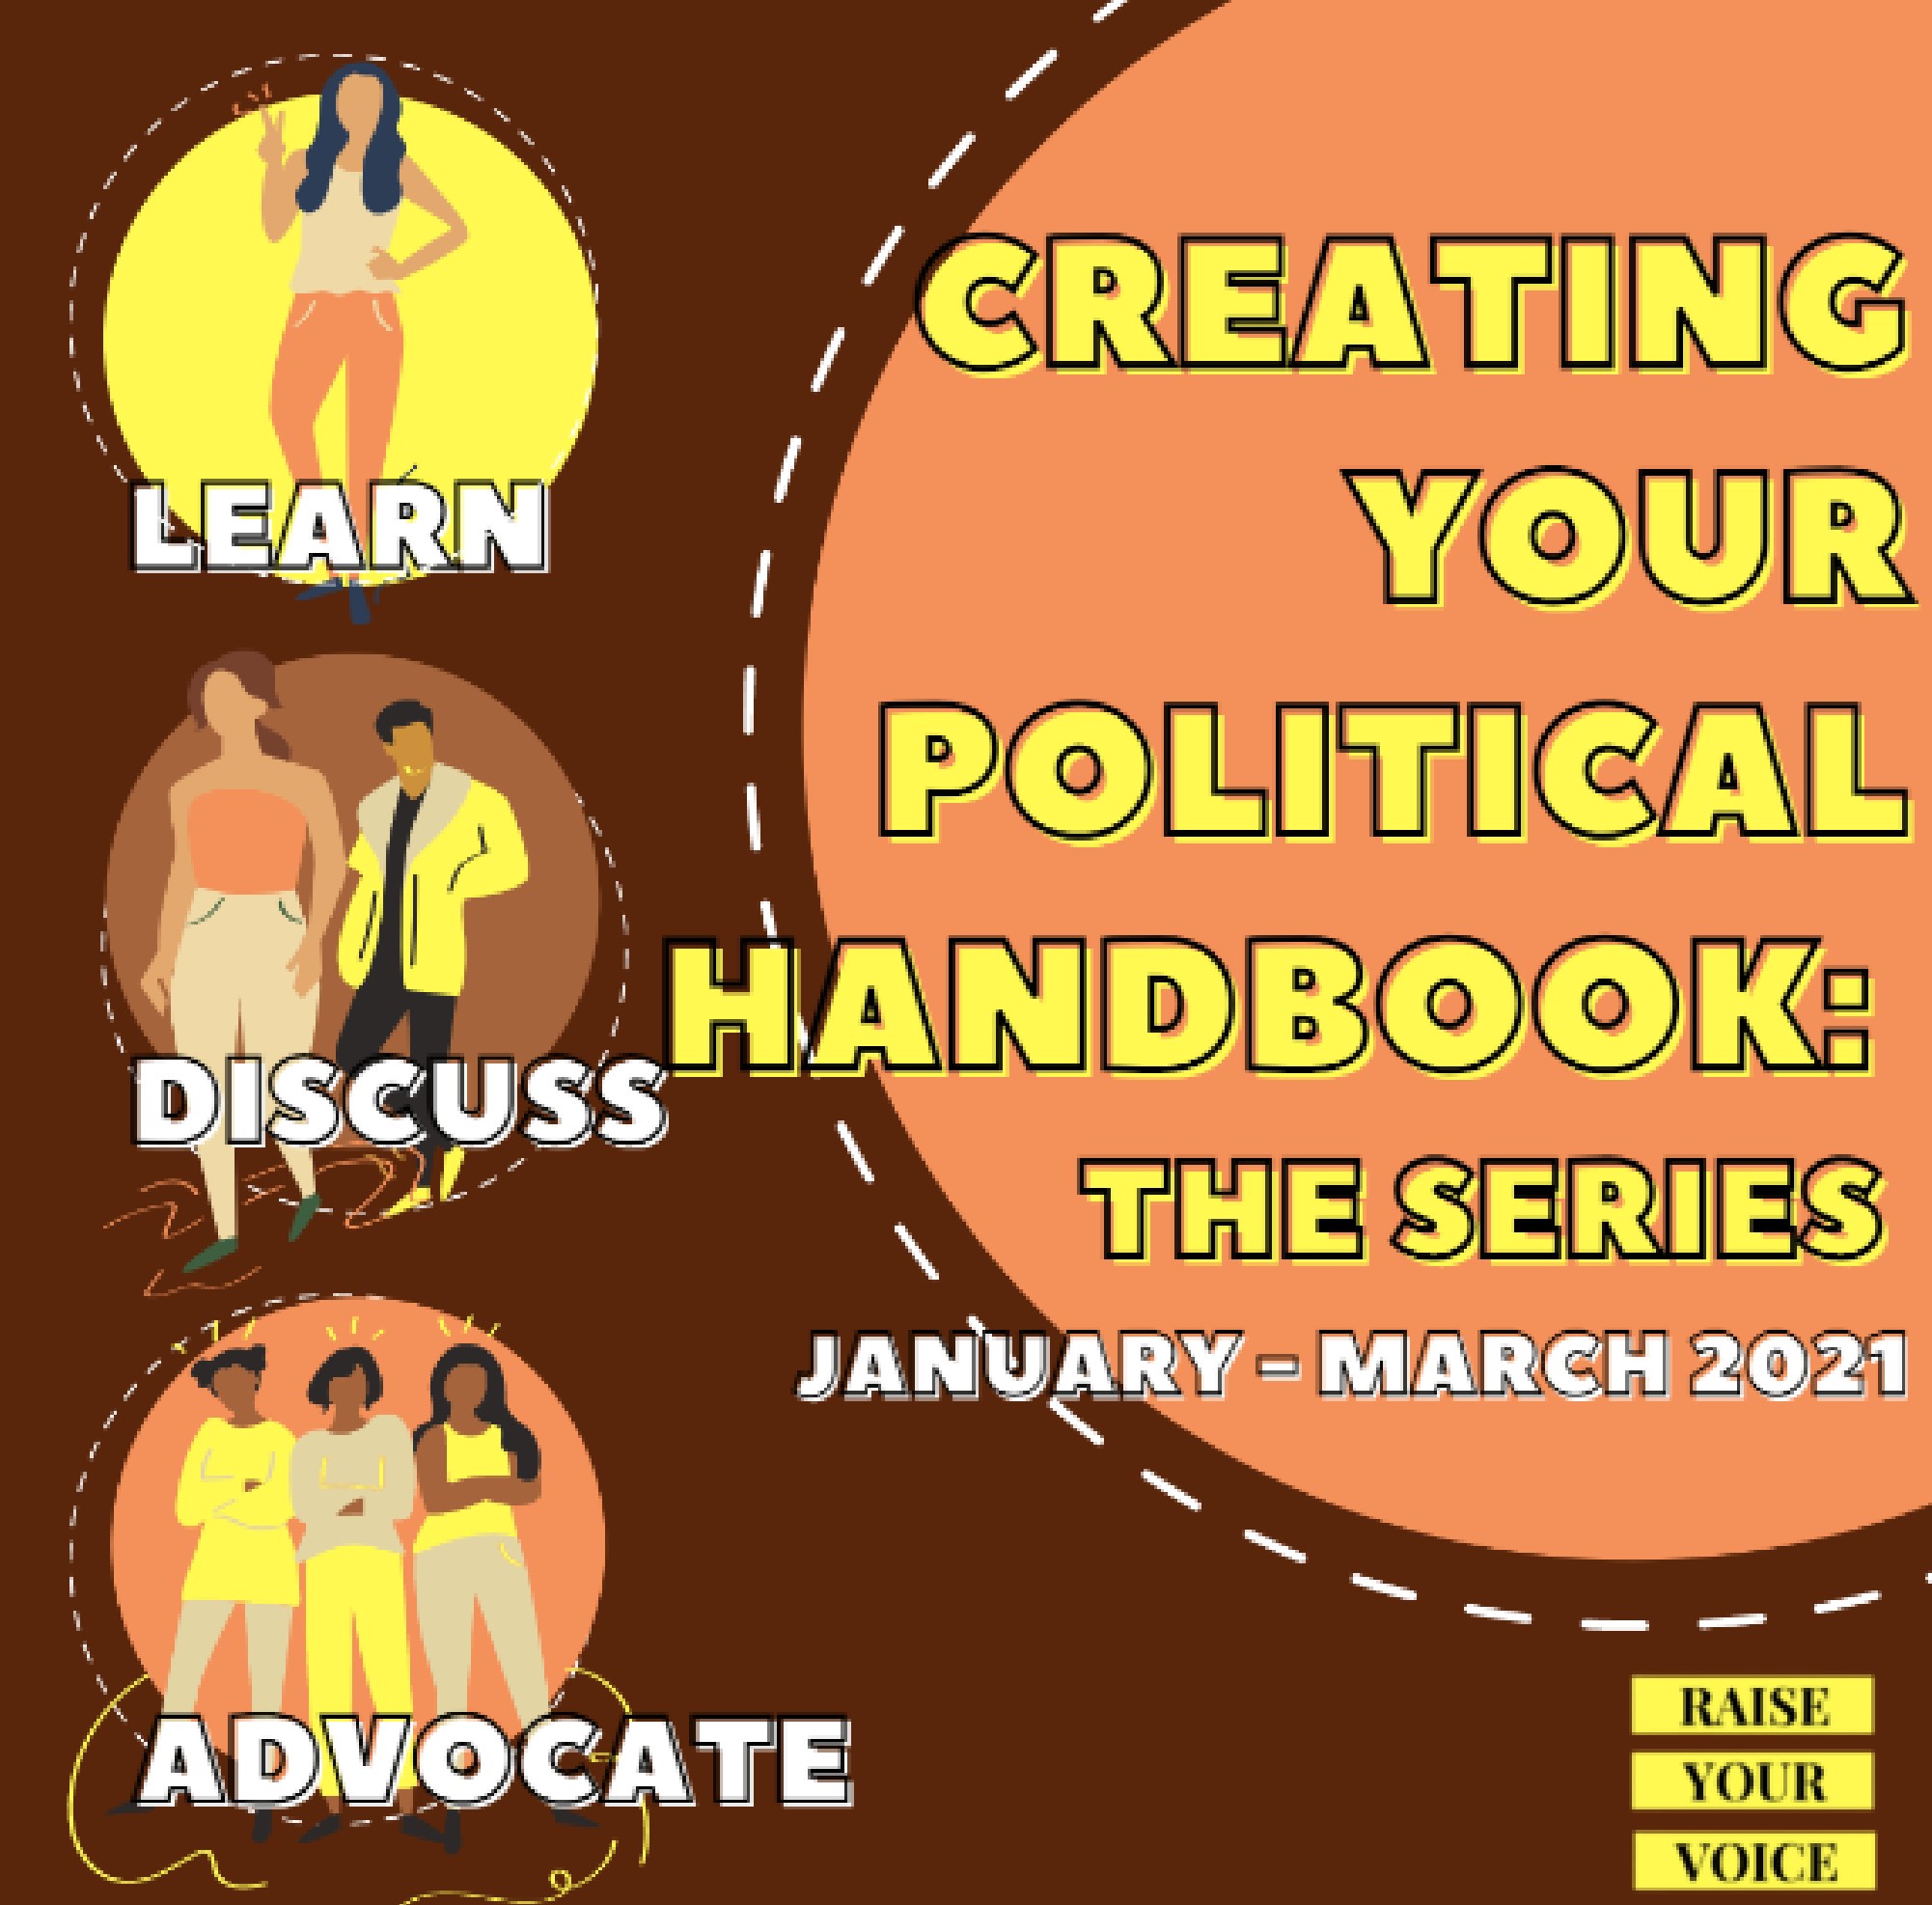 LEARN
DISCUSS
ADVOCATE
CREATING
YOUR
POLITICAL
HANDBOOK:
THE SERIES
JANUARY - MARCH 2021
RAISE
YOUR
VOICE